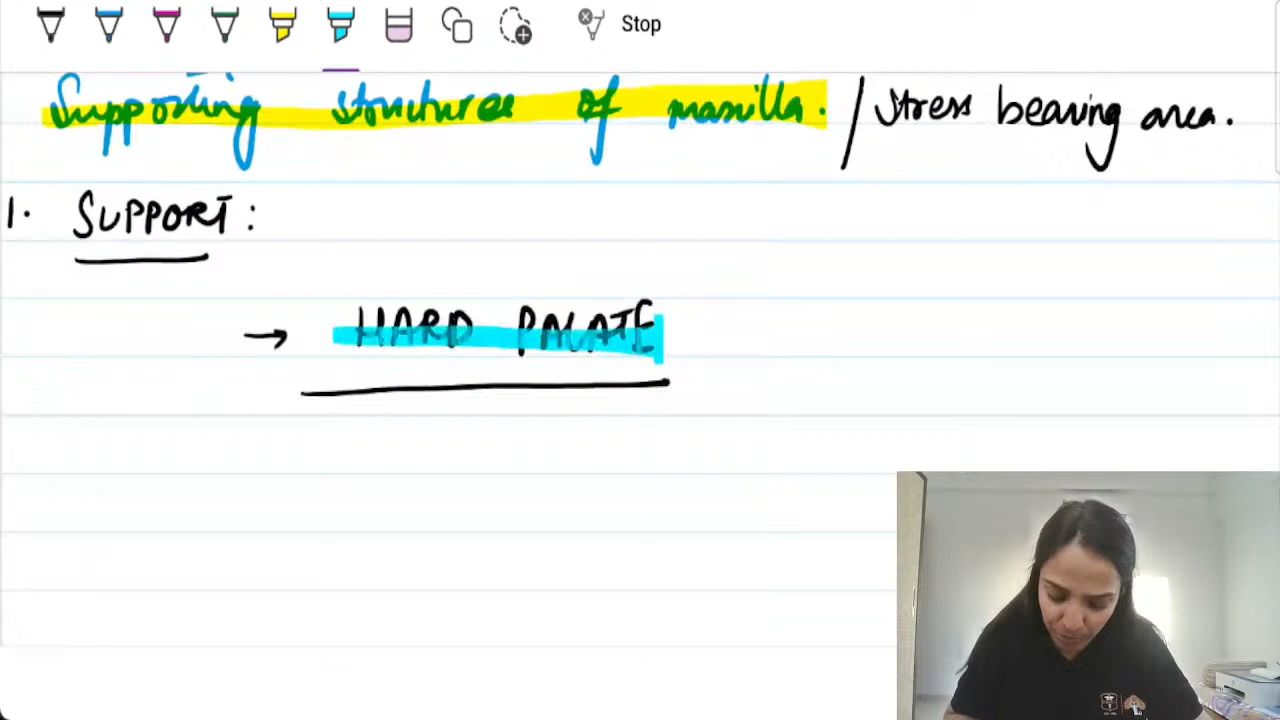 Stop
Supporting structures of maxilla. / Stress bearing area.
1. SUPPORT:
→ HARD PALATE